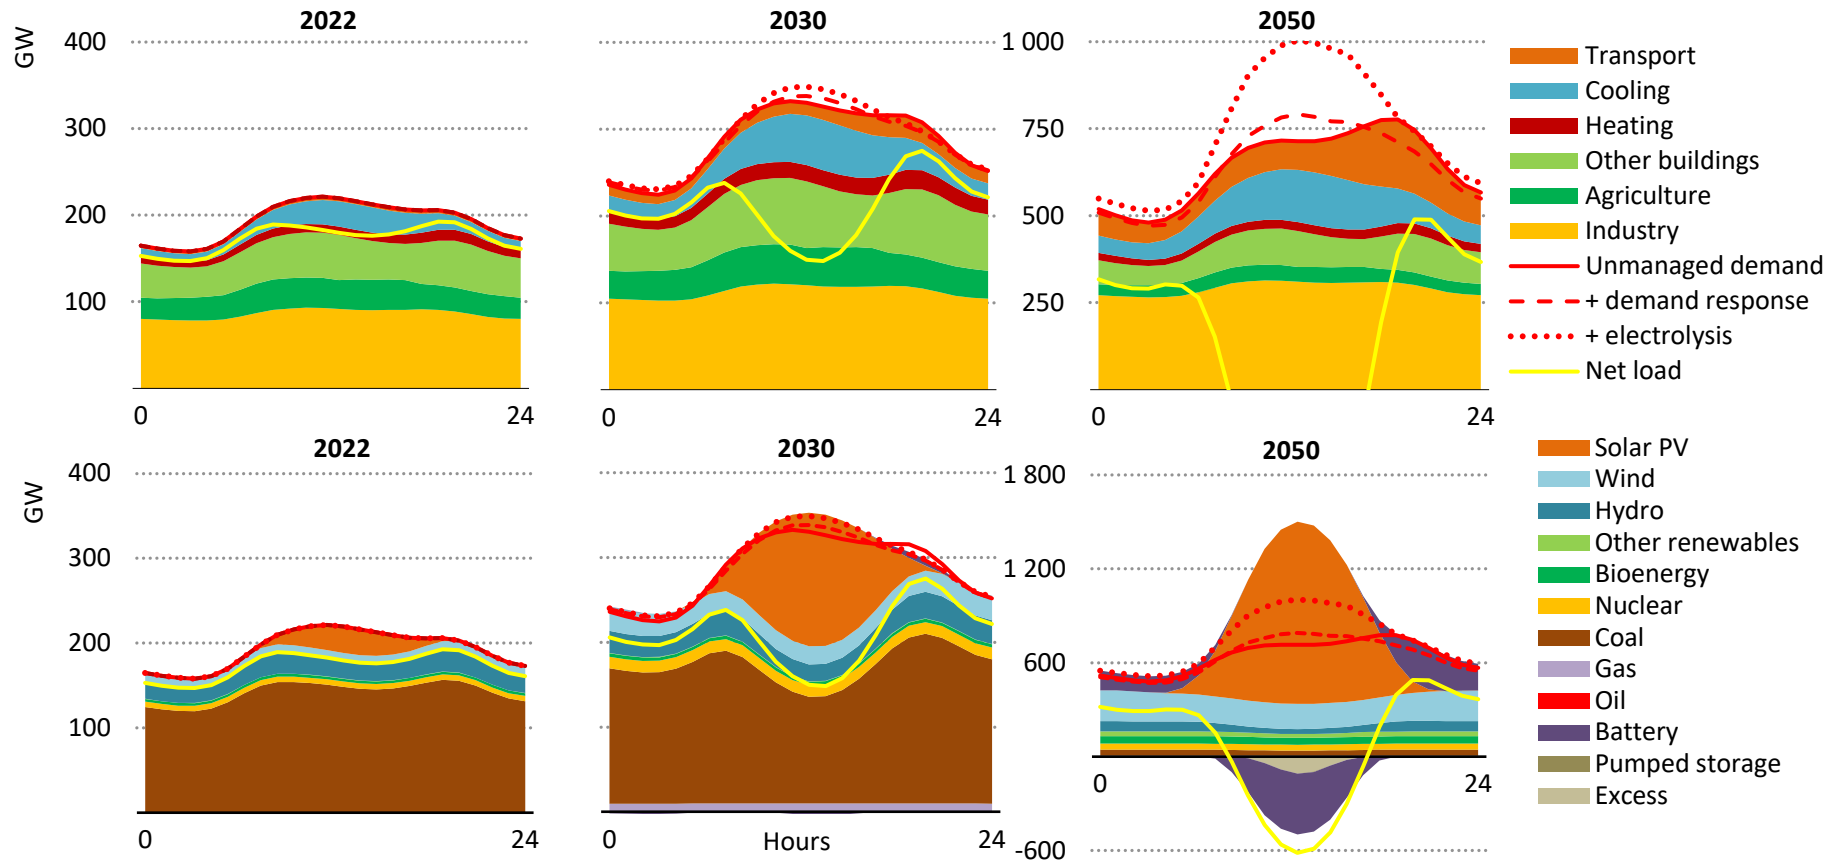 2022
2030
2050
GW
400
300
200
100
0
24
0
24
1 000
750
500
250
0
24
Transport
Cooling
Heating
Other buildings
Agriculture
Industry
Unmanaged demand
+ demand response
+ electrolysis
Net load
2022
2030
2050
GW
400
300
200
100
0
24
0
Hours
24
1 800
1 200
600
0
24
-600
Solar PV
Wind
Hydro
Other renewables
Bioenergy
Nuclear
Coal
Gas
Oil
Battery
Pumped storage
Excess